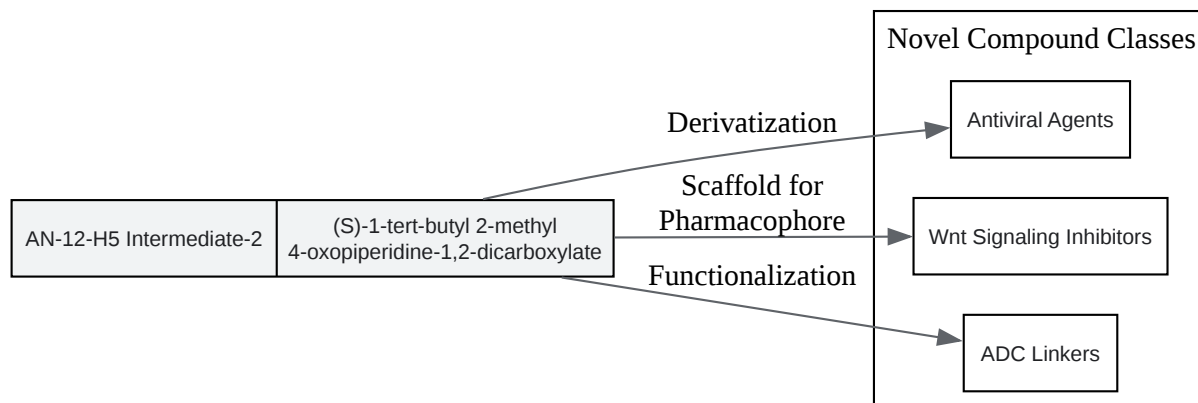 Novel Compound Classes
Derivatization
Antiviral Agents
Scaffold for
Pharmacophore
AN-12-H5 Intermediate-2
(S)-1-tert-butyl 2-methyl
4-oxopiperidine-1,2-dicarboxylate
Wnt Signaling Inhibitors
Functionalization
ADC Linkers